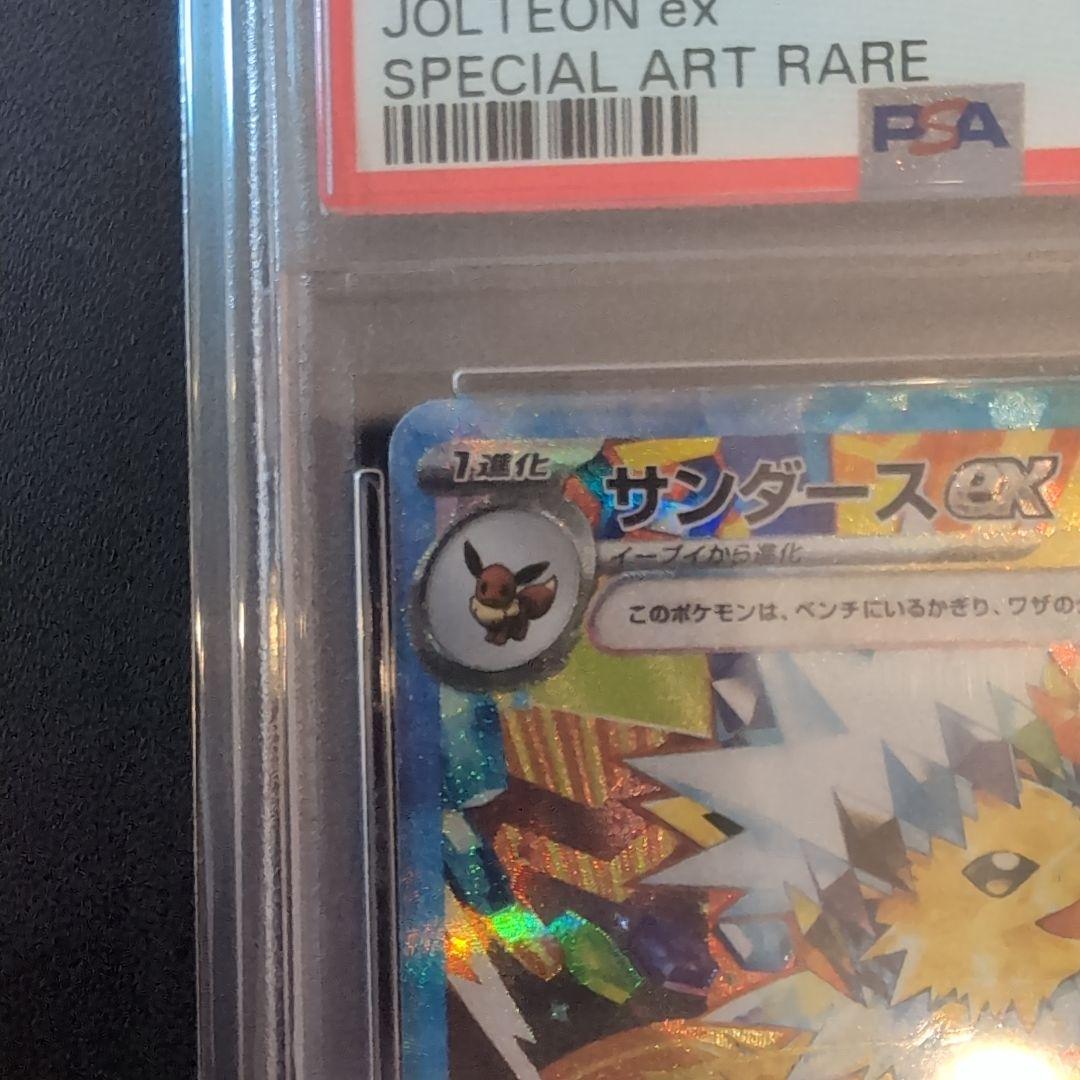 JOLTEON ex
SPECIAL ART RARE
PSA
1進化
サンダースex
イーブイから進化
このポケモンは、ベンチにいるかぎり、ワザの